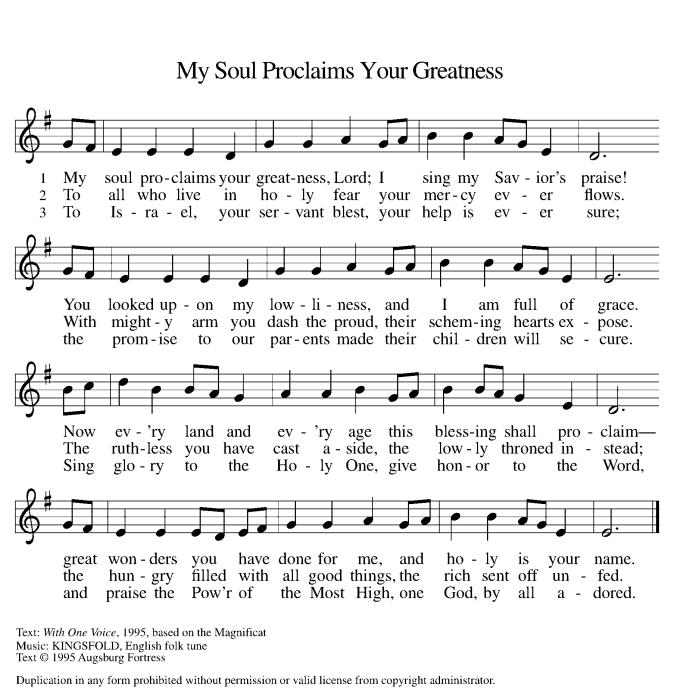 My Soul Proclaims Your Greatness
1 My soul pro-claims your great-ness, Lord; I sing my Sav-ior's praise!
2 To all who live in ho-ly fear your mer-cy ev-er flows.
3 To Is-ra-el, your ser-vant blest, your help is ev-er sure;
You looked up-on my low-li-ness, and I am full of grace.
With might-y arm you dash the proud, their schem-ing hearts ex-pose.
the prom-ise to our par-ents made their chil-dren will se-cure.
Now ev-'ry land and ev-'ry age this bless-ing shall pro-claim—
The ruth-less you have cast a-side, the low-ly throned in-stead;
Sing glo-ry to the Ho-ly One, give hon-or to the Word,
great won-ders you have done for me, and ho-ly is your name.
the hun-gry filled with all good things, the rich sent off un-fed.
and praise the Pow'r of the Most High, one God, by all a-dored.
Text: With One Voice, 1995, based on the Magnificat
Music: KINGSFOLD, English folk tune
Text © 1995 Augsburg Fortress
Duplication in any form prohibited without permission or valid license from copyright administrator.